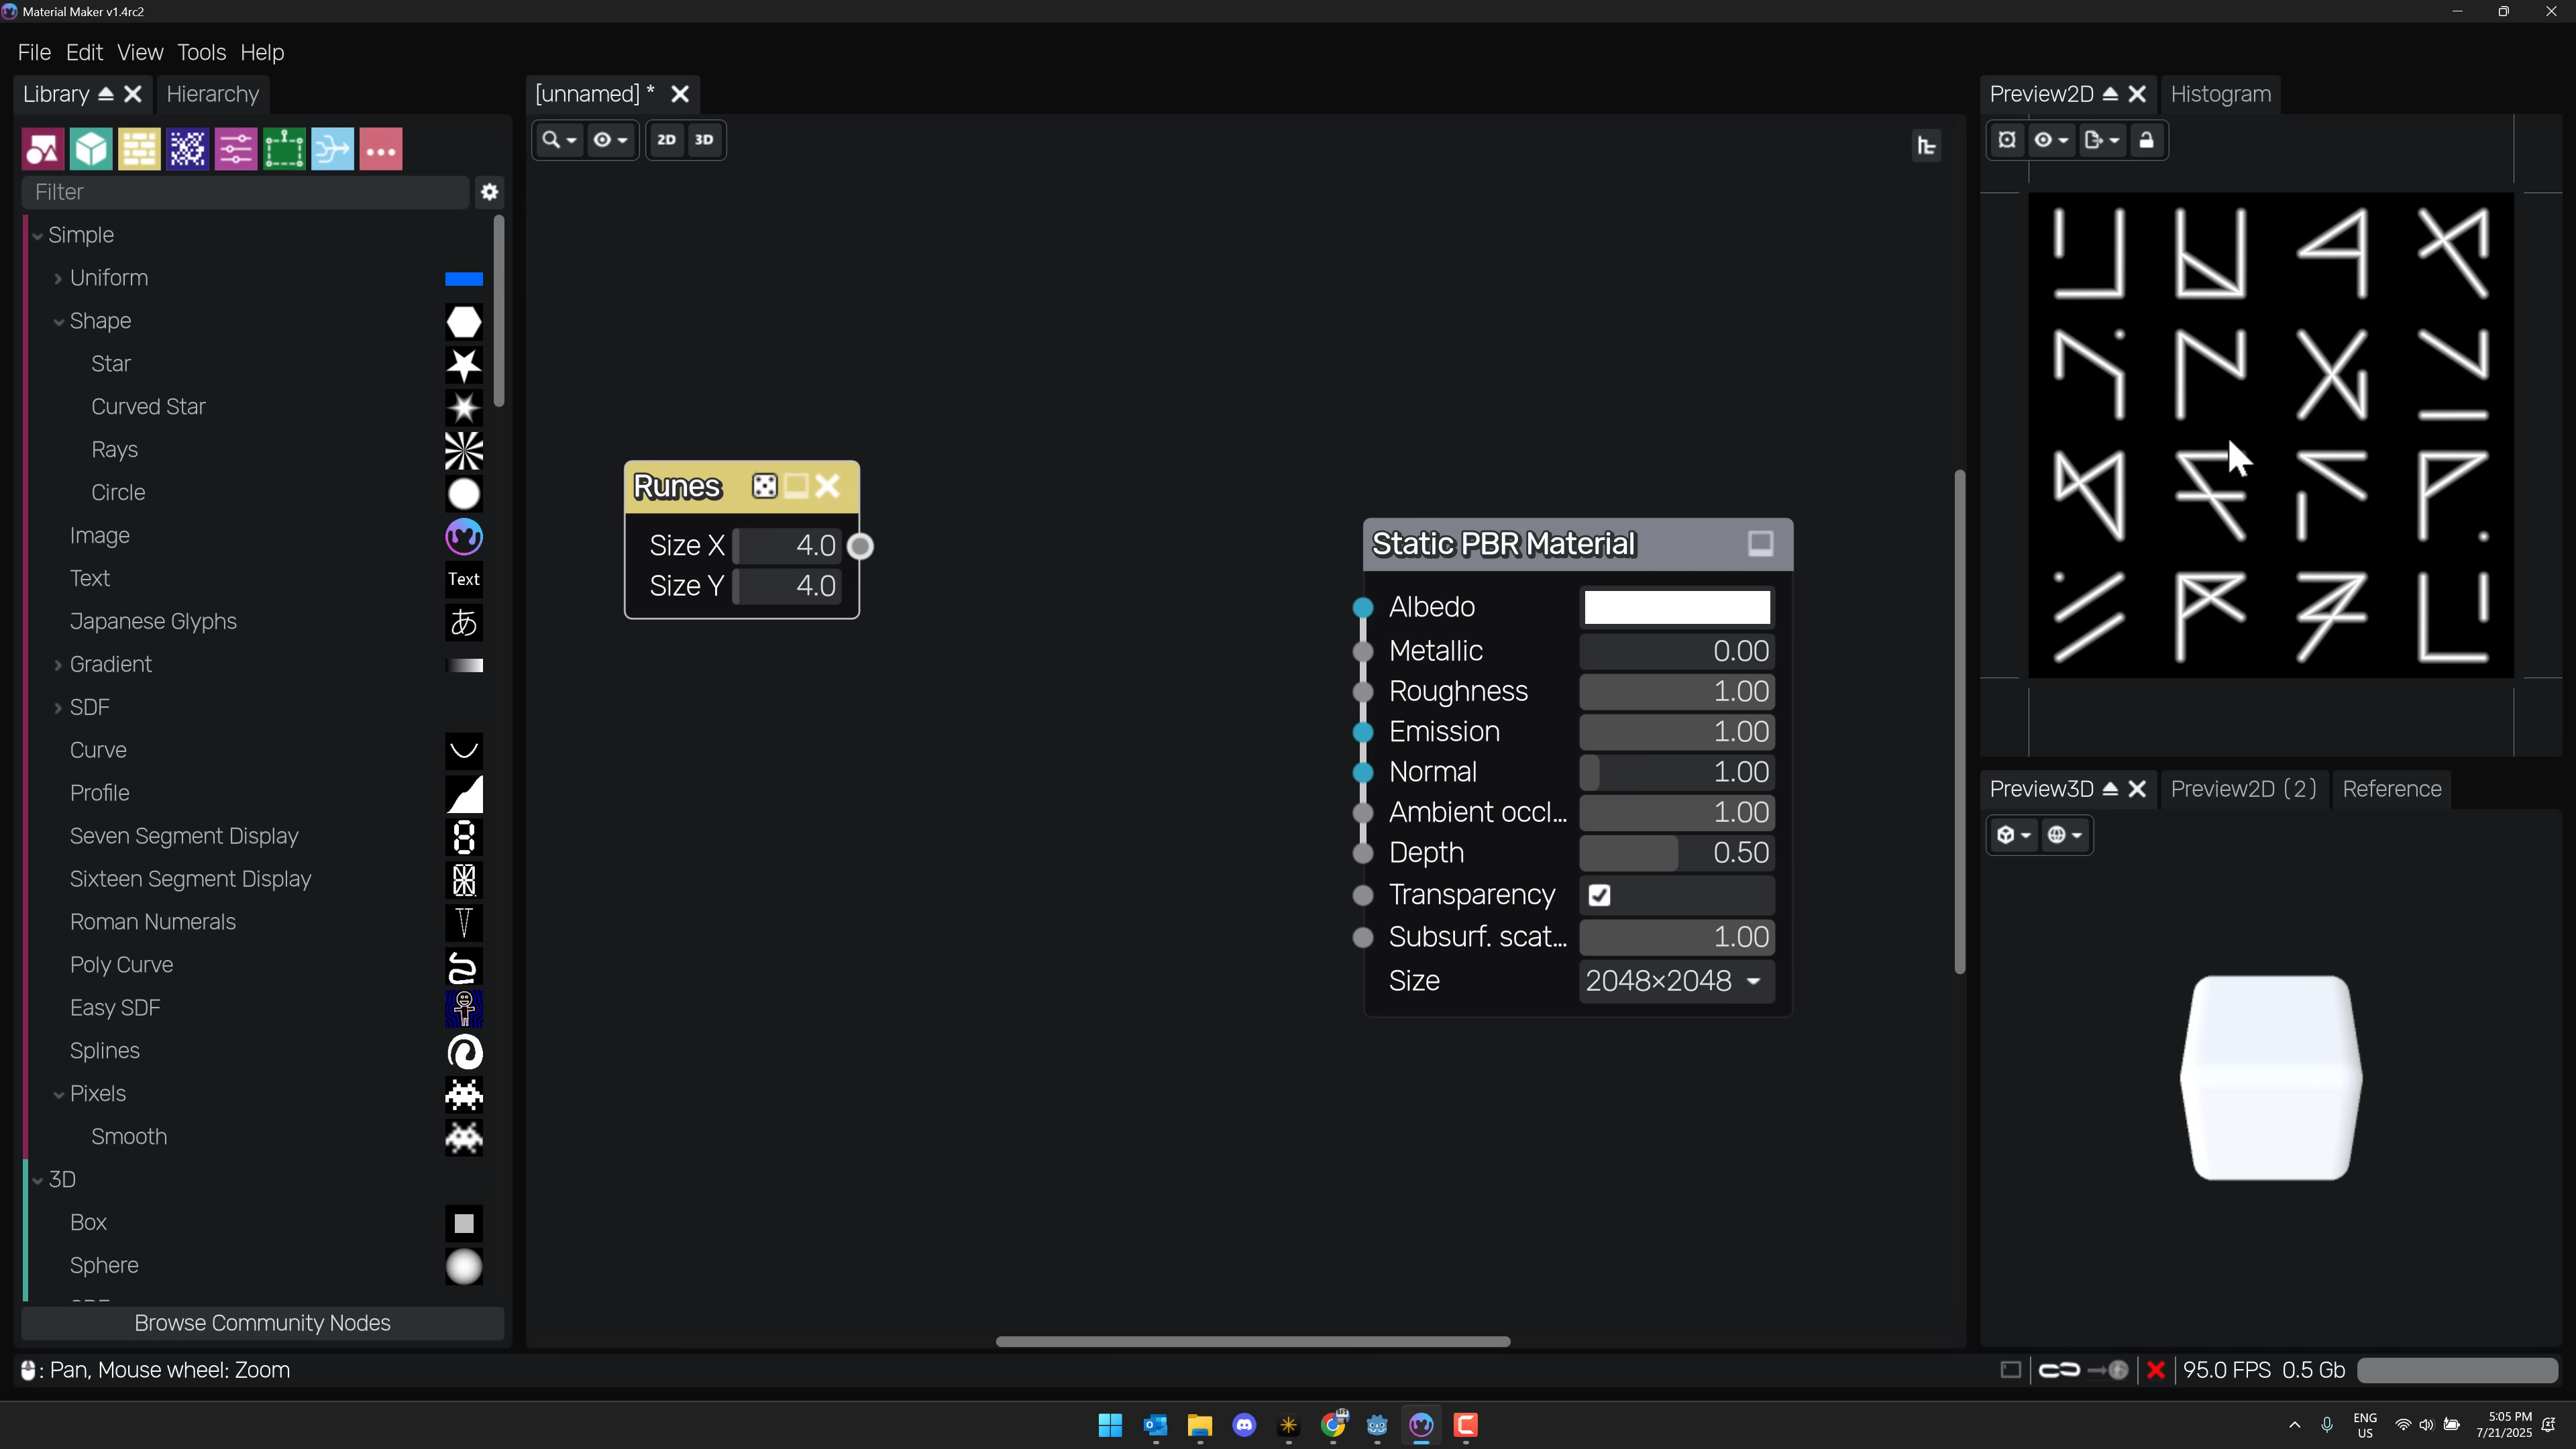 Material Maker v1.4rc2
File Edit View Tools Help
Library
Hierarchy
[unnamed] *
Preview2D
Histogram
2D
3D
Filter
Simple
Uniform
Shape
Star
Curved Star
Rays
Circle
Image
Text
Text
Japanese Glyphs
あ
Gradient
SDF
Curve
Profile
Seven Segment Display
8
Sixteen Segment Display
Roman Numerals
Poly Curve
Easy SDF
Splines
Pixels
Smooth
3D
Box
Sphere
Browse Community Nodes
Runes
Size X 4.0
Size Y 4.0
Static PBR Material
Albedo
Metallic 0.00
Roughness 1.00
Emission 1.00
Normal 1.00
Ambient occl... 1.00
Depth 0.50
Transparency
Subsurf. scat... 1.00
Size 2048×2048
Preview3D
Preview2D (2)
Reference
: Pan, Mouse wheel: Zoom
95.0 FPS 0.5 Gb
ENG
US
5:05 PM
7/21/2025